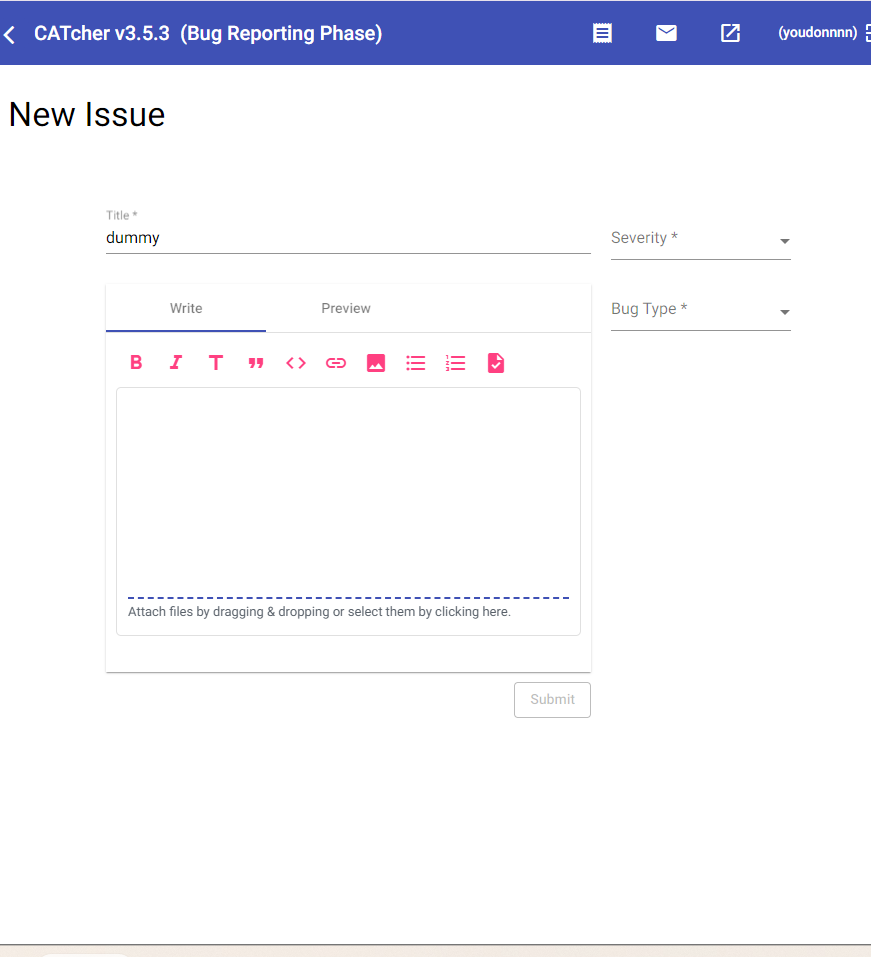 CATcher v3.5.3 (Bug Reporting Phase)
(youdonnnn)
New Issue
Title *
dummy
Severity *
Write
Preview
Bug Type *
Attach files by dragging & dropping or select them by clicking here.
Submit